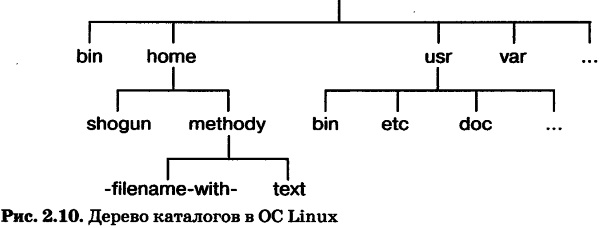 bin home usr var ...
shogun methody bin etc doc ...
-filename-with- text
Рис. 2.10. Дерево каталогов в ОС Linux